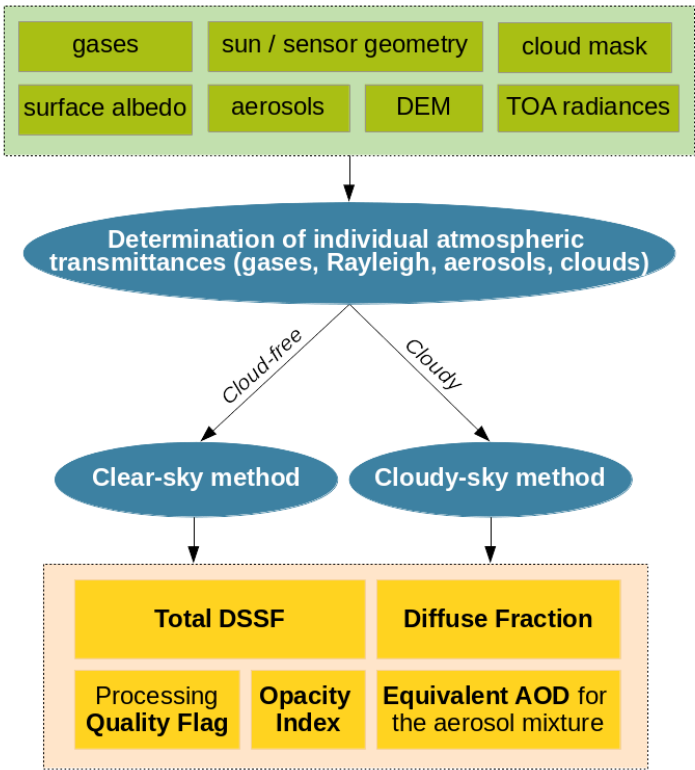 gases
sun / sensor geometry
cloud mask
surface albedo
aerosols
DEM
TOA radiances
Determination of individual atmospheric
transmittances (gases, Rayleigh, aerosols, clouds)
Cloud-free
Cloudy
Clear-sky method
Cloudy-sky method
Total DSSF
Diffuse Fraction
Processing
Quality Flag
Opacity
Index
Equivalent AOD for
the aerosol mixture